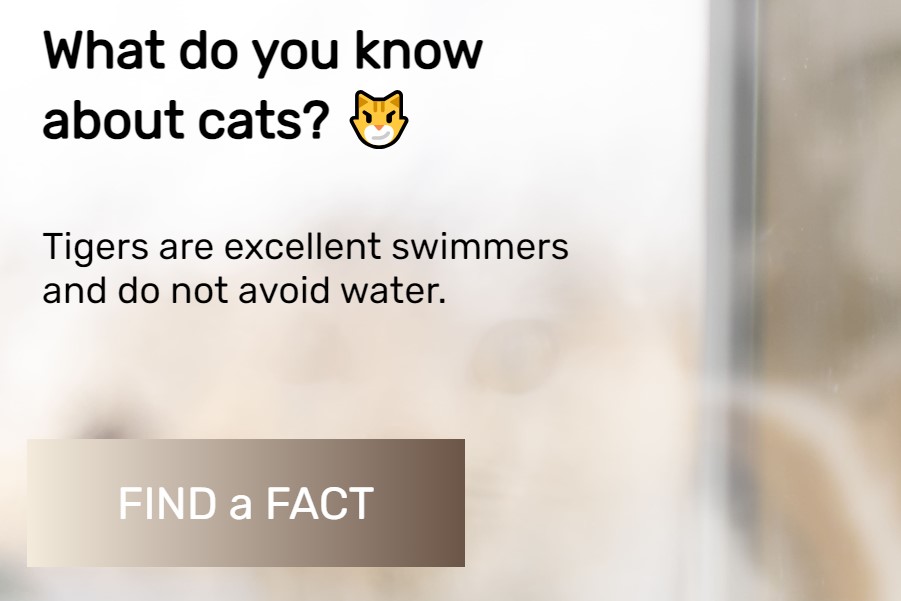 What do you know
about cats? 😼
Tigers are excellent swimmers
and do not avoid water.
FIND a FACT